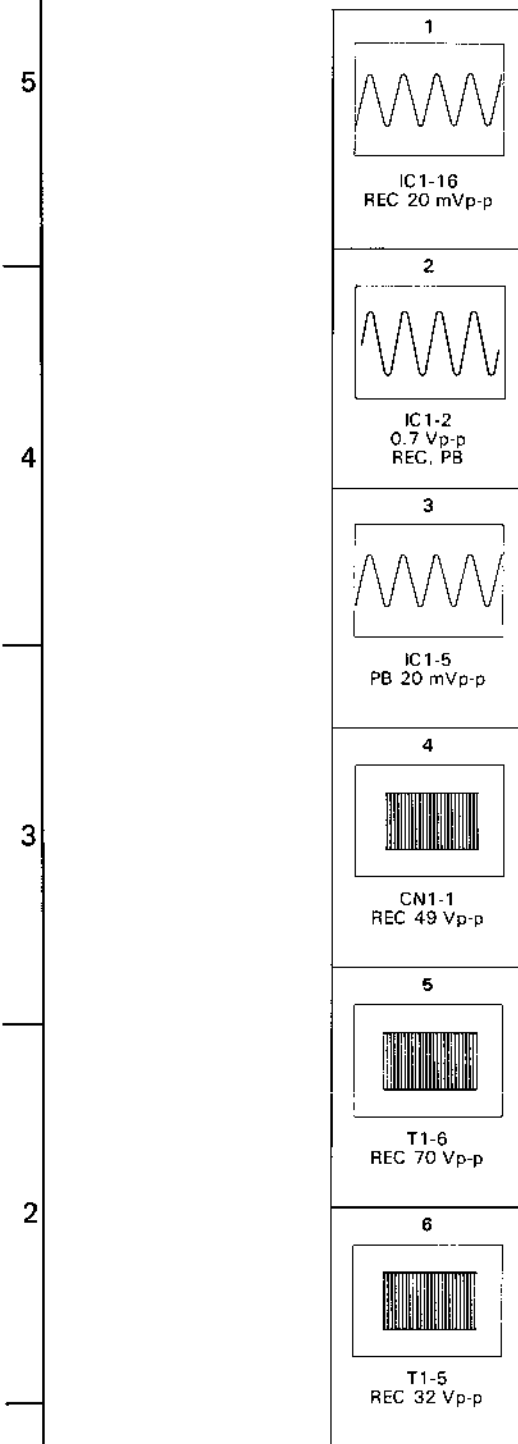 5
4
3
2
1
IC1-16
REC 20 mVp-p
2
IC1-2
0.7 Vp-p
REC, PB
3
IC1-5
PB 20 mVp-p
4
CN1-1
REC 49 Vp-p
5
T1-6
REC 70 Vp-p
6
T1-5
REC 32 Vp-p